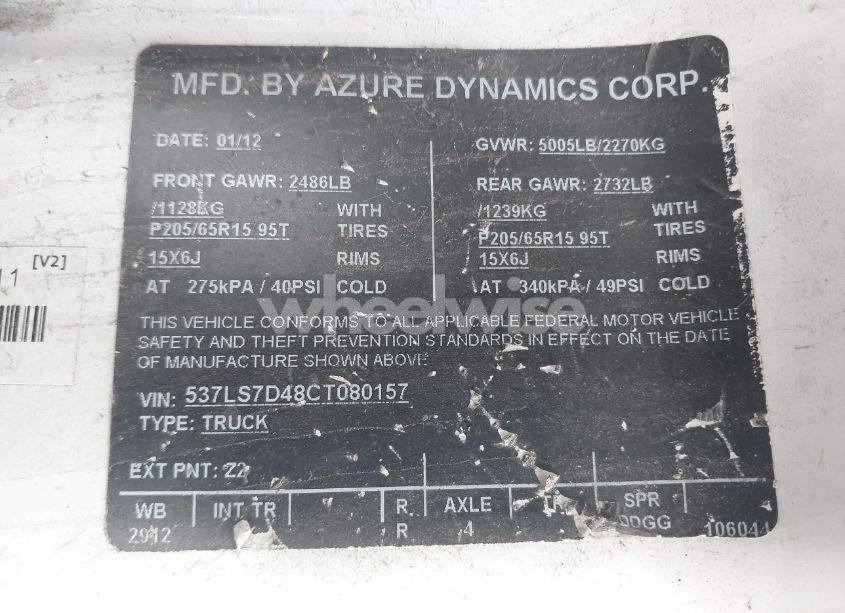 MFD. BY AZURE DYNAMICS CORP.
DATE: 01/12 GVWR: 5005LB/2270KG
FRONT GAWR: 2486LB REAR GAWR: 2732LB
/1128KG WITH /1239KG WITH
P205/65R15 95T TIRES P205/65R15 95T TIRES
15X6J RIMS 15X6J RIMS
AT 275kPA / 40PSI COLD AT 340kPA / 49PSI COLD
THIS VEHICLE CONFORMS TO ALL APPLICABLE FEDERAL MOTOR VEHICLE
SAFETY AND THEFT PREVENTION STANDARDS IN EFFECT ON THE DATE
OF MANUFACTURE SHOWN ABOVE
VIN: 537LS7D48CT080157
TYPE: TRUCK
EXT PNT: Z2
WB INT TR R. AXLE SPR
2912 R 4 DDGG
[V2]
wheelwise